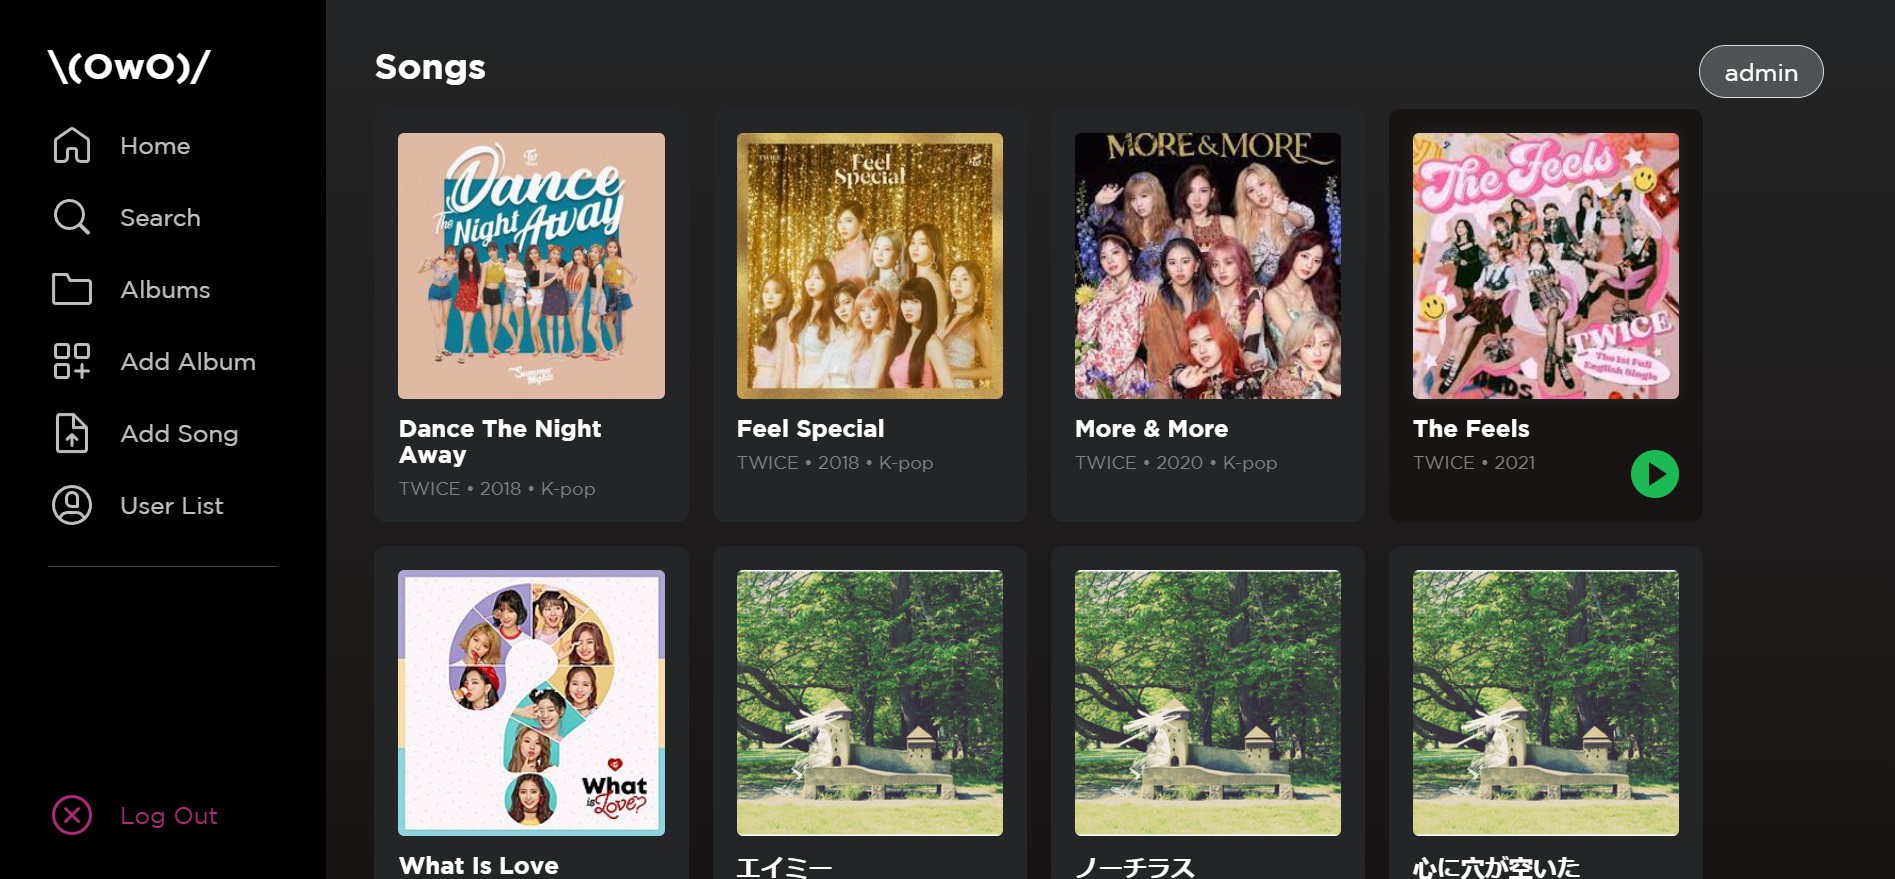 \(OwO)/
Home
Search
Albums
Add Album
Add Song
User List
Log Out
Songs
admin
Dance
The Night Away
Summer Nights
Dance The Night
Away
TWICE • 2018 • K-pop
TWICE
Feel
Special
Feel Special
TWICE • 2018 • K-pop
MORE & MORE
More & More
TWICE • 2020 • K-pop
The Feels
TWICE
The 1st Full
English Single
The Feels
TWICE • 2021
What
is Love?
What Is Love
エイミー
ノーチラス
心に穴が空いた